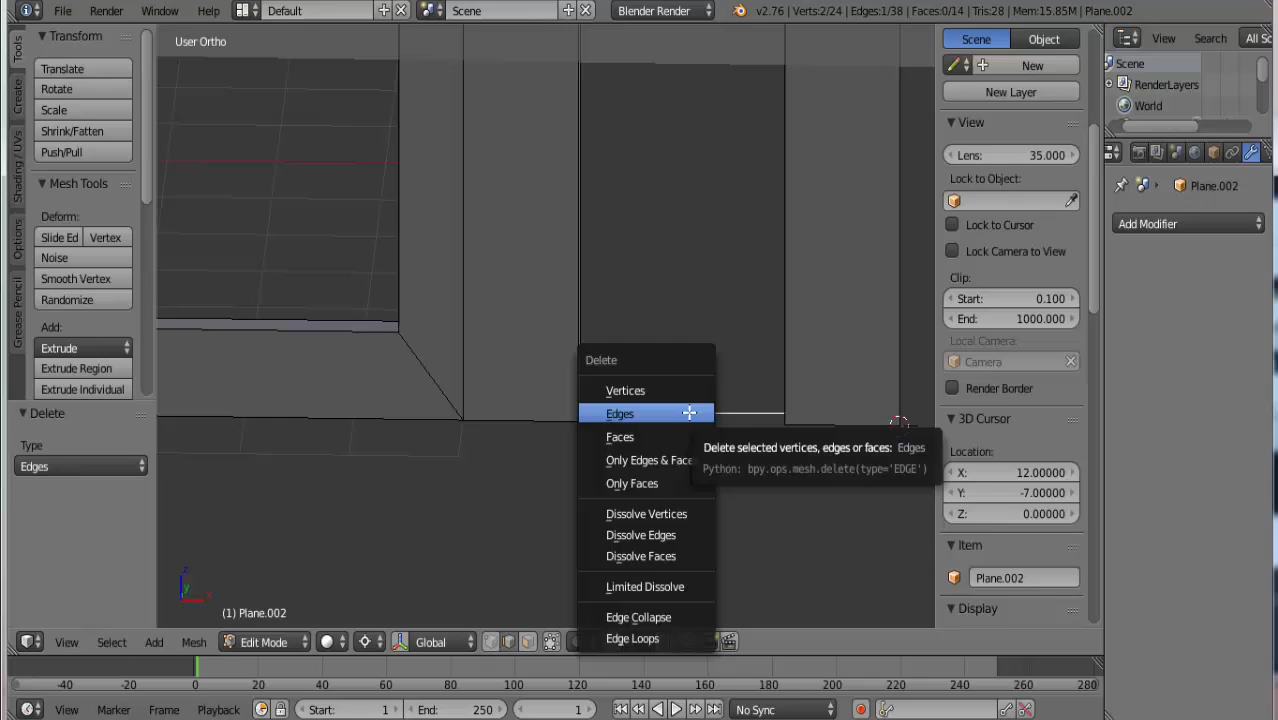 File Render Window Help Default Scene Blender Render v2.76 | Verts:2/24 | Edges:1/38 | Faces:0/14 | Tris:28 | Mem:15.85M | Plane.002
Tools
Create
Shading / UVs
Options
Grease Pencil
Transform
Translate
Rotate
Scale
Shrink/Fatten
Push/Pull
Mesh Tools
Deform:
Slide Ed Vertex
Noise
Smooth Vertex
Randomize
Add:
Extrude
Extrude Region
Extrude Individual
Delete
Type
Edges
User Ortho
Delete
Vertices
Edges
Faces
Only Edges & Face
Only Faces
Dissolve Vertices
Dissolve Edges
Dissolve Faces
Limited Dissolve
Edge Collapse
Edge Loops
Delete selected vertices, edges or faces: Edges
Python: bpy.ops.mesh.delete(type='EDGE')
z
y
x
(1) Plane.002
Scene Object
New
New Layer
View
Lens: 35.000
Lock to Object:
Lock to Cursor
Lock Camera to View
Clip:
Start: 0.100
End: 1000.000
Local Camera:
Camera
Render Border
3D Cursor
Location:
X: 12.00000
Y: -7.00000
Z: 0.00000
Item
Plane.002
Display
View Search All Sc
Scene
RenderLayers
World
Plane.002
Add Modifier
View Select Add Mesh Edit Mode Global
-40 -20 0 20 40 60 80 100 120 140 160 180 200 220 240 260 280
View Marker Frame Playback Start: 1 End: 250 1 No Sync